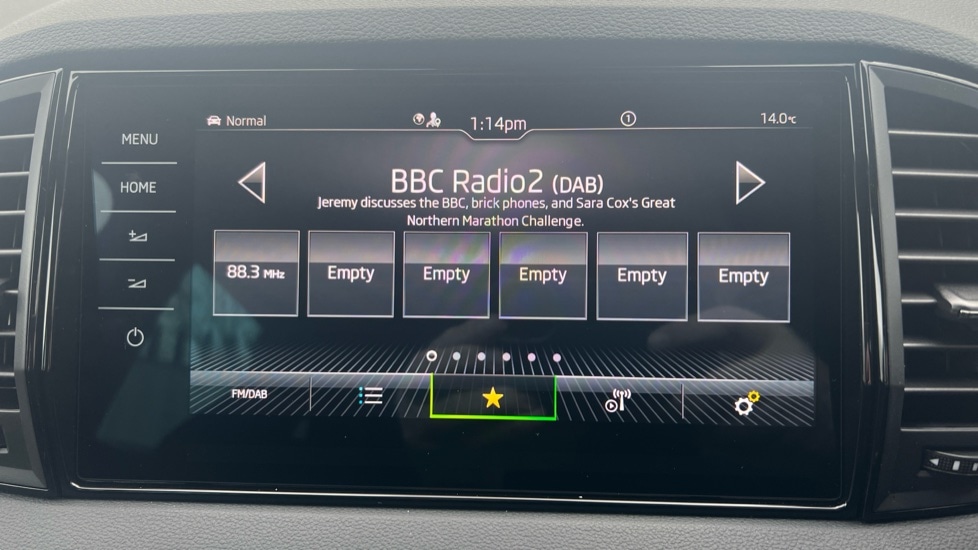 Normal
1:14pm
1
14.0°c
MENU
HOME
BBC Radio2 (DAB)
Jeremy discusses the BBC, brick phones, and Sara Cox's Great
Northern Marathon Challenge.
88.3 MHz
Empty
Empty
Empty
Empty
Empty
FM/DAB